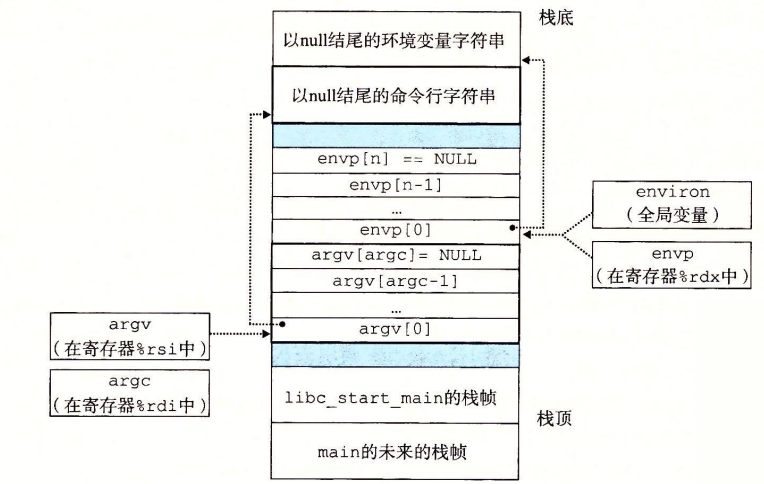 栈底
以null结尾的环境变量字符串
以null结尾的命令行字符串
envp[n] == NULL
envp[n-1]
…
envp[0]
environ
(全局变量)
argv[argc]= NULL
envp
(在寄存器%rdx中)
argv[argc-1]
…
argv[0]
argv
(在寄存器%rsi中)
argc
(在寄存器%rdi中)
libc_start_main的栈帧
栈顶
main的未来的栈帧